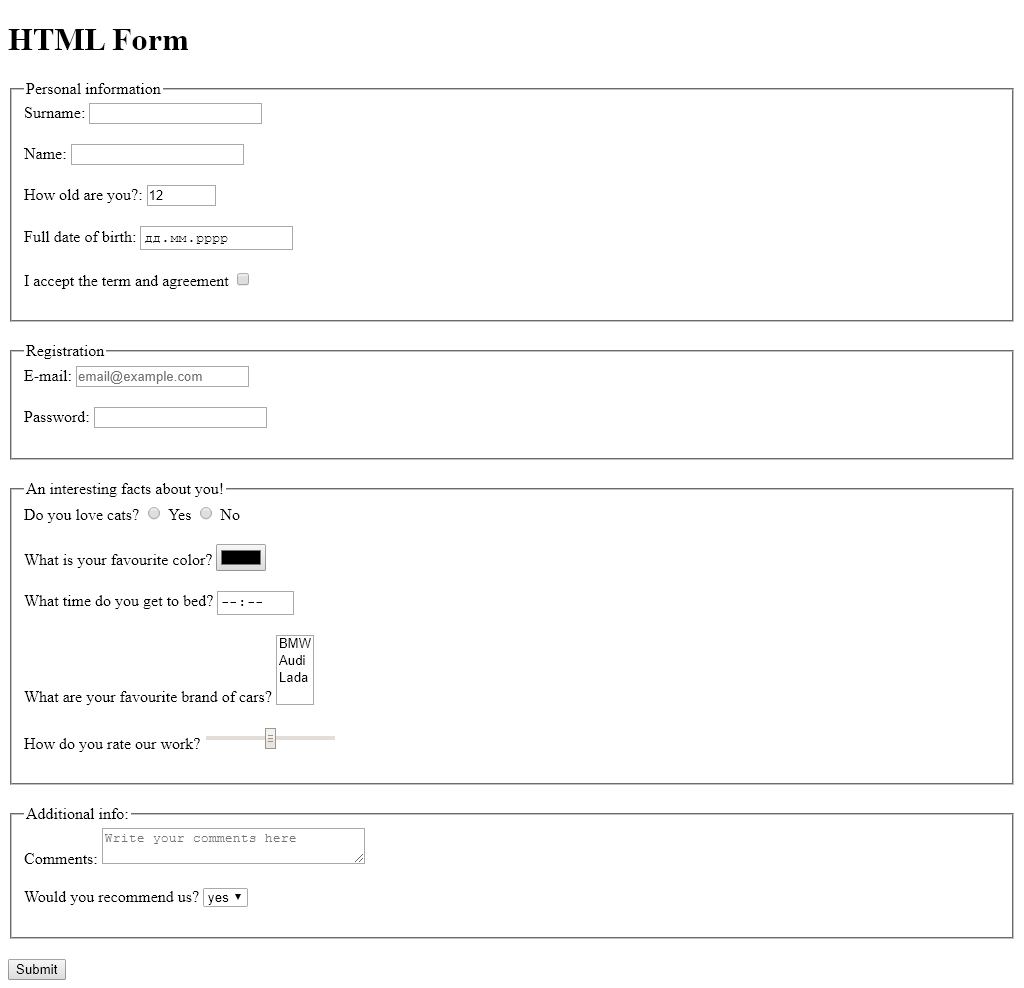 HTML Form
Personal information
Surname:
Name:
How old are you?: 12
Full date of birth: дд.мм.рррр
I accept the term and agreement
Registration
E-mail: email@example.com
Password:
An interesting facts about you!
Do you love cats? Yes No
What is your favourite color?
What time do you get to bed? --:--
BMW
Audi
Lada
What are your favourite brand of cars?
How do you rate our work?
Additional info:
Write your comments here
Comments:
Would you recommend us? yes
Submit